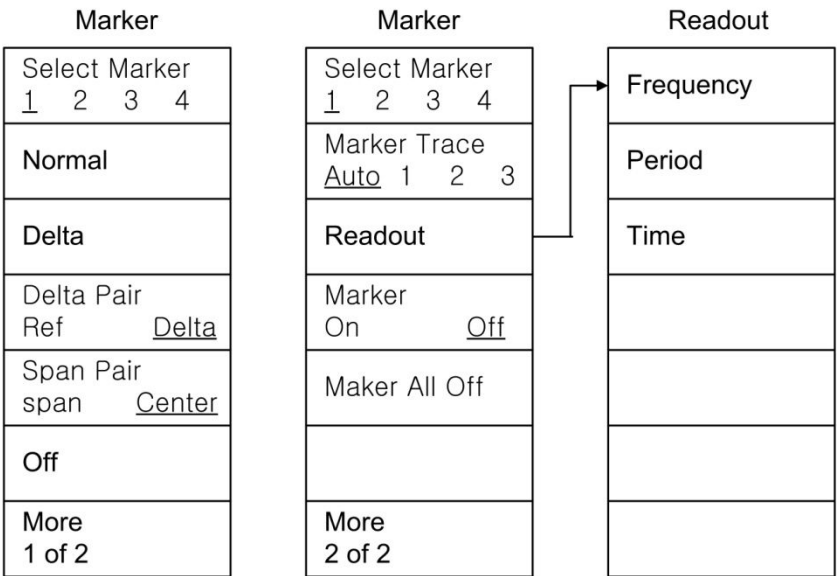 Marker
Select Marker
1 2 3 4
Normal
Delta
Delta Pair
Ref Delta
Span Pair
span Center
Off
More
1 of 2
Marker
Select Marker
1 2 3 4
Marker Trace
Auto 1 2 3
Readout
Marker
On Off
Maker All Off
More
2 of 2
Readout
Frequency
Period
Time